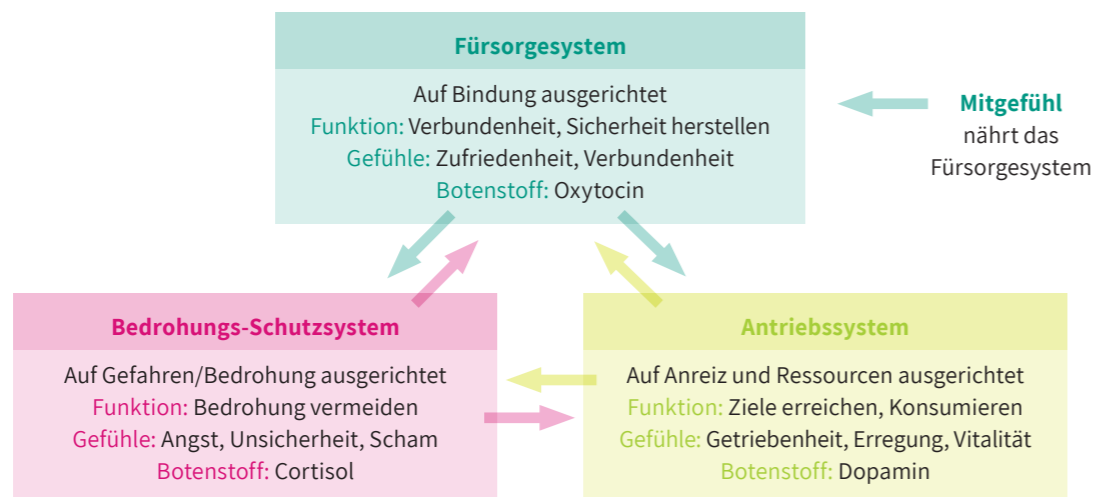 Fürsorgesystem
Auf Bindung ausgerichtet
Funktion: Verbundenheit, Sicherheit herstellen
Gefühle: Zufriedenheit, Verbundenheit
Botenstoff: Oxytocin
Mitgefühl
nährt das
Fürsorgesystem
Bedrohungs-Schutzsystem
Auf Gefahren/Bedrohung ausgerichtet
Funktion: Bedrohung vermeiden
Gefühle: Angst, Unsicherheit, Scham
Botenstoff: Cortisol
Antriebssystem
Auf Anreiz und Ressourcen ausgerichtet
Funktion: Ziele erreichen, Konsumieren
Gefühle: Getriebenheit, Erregung, Vitalität
Botenstoff: Dopamin